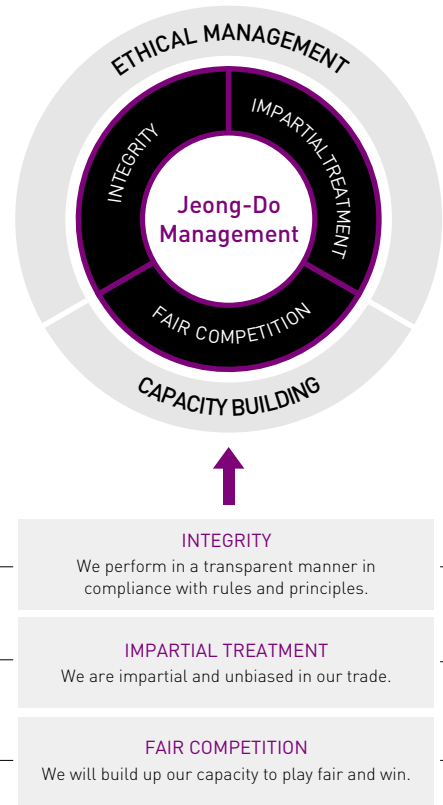 ETHICAL MANAGEMENT
INTEGRITY
IMPARTIAL TREATMENT
Jeong-Do
Management
FAIR COMPETITION
CAPACITY BUILDING
INTEGRITY
We perform in a transparent manner in
compliance with rules and principles.
IMPARTIAL TREATMENT
We are impartial and unbiased in our trade.
FAIR COMPETITION
We will build up our capacity to play fair and win.